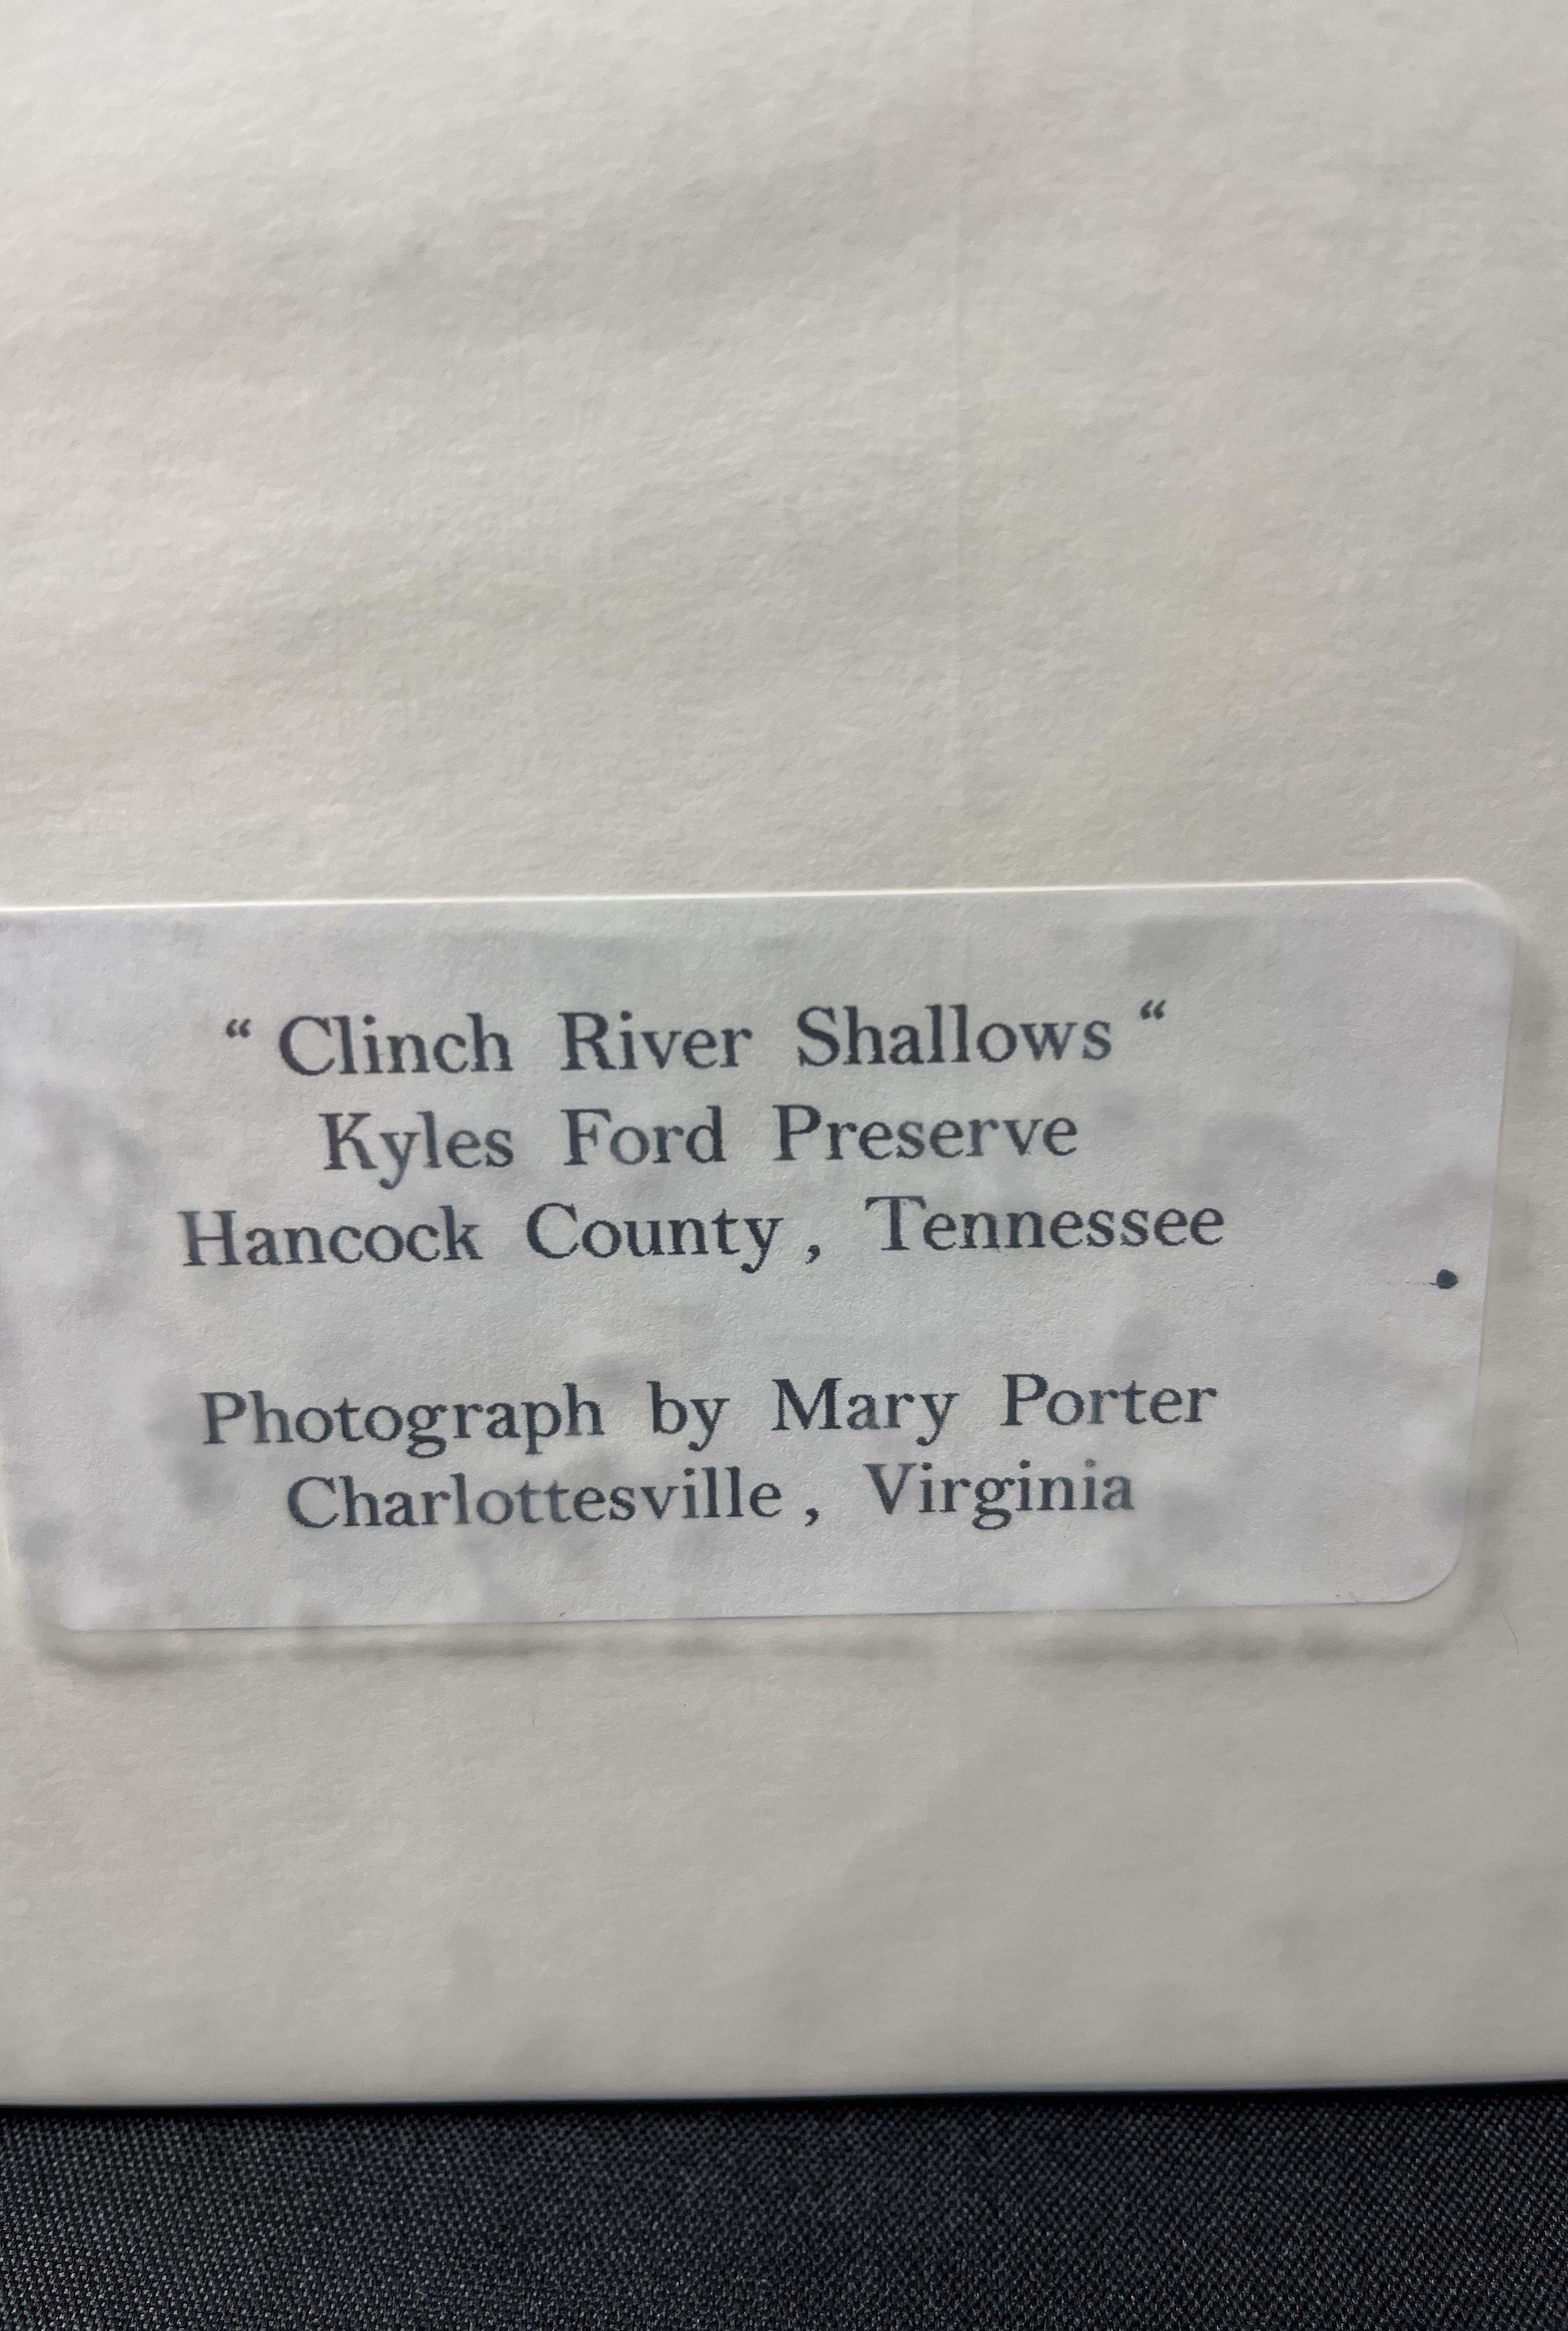 “ Clinch River Shallows “
Kyles Ford Preserve
Hancock County , Tennessee
Photograph by Mary Porter
Charlottesville , Virginia